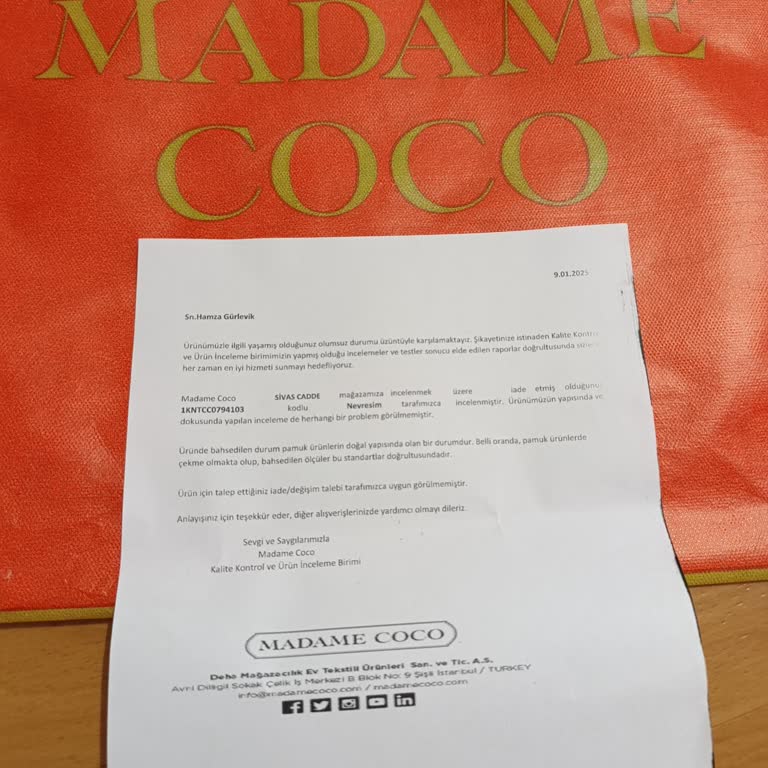 MADAME
COCO
9.01.2025
Sn.Hamza Gürlevik
Ürünümüzle ilgili yaşamış olduğunuz olumsuz durumu üzüntüyle karşılamaktayız. Şikayetinize istinaden Kalite
ve Ürün İnceleme birimimizin yapmış olduğu incelemeler ve testler sonucu elde edilen raporlar doğrultusunda
her zaman en iyi hizmeti sunmayı hedefliyoruz.
Madame Coco SİVAS CADDE mağazamıza incelenmek üzere iade etmiş
1KNTCC0794103 kodlu Nevresim tarafımızca incelenmiştir. Ürünümüzün yapısında ve
dokusunda yapılan inceleme de herhangi bir problem görülmemiştir.
Üründe bahsedilen durum pamuk ürünlerin doğal yapısında olan bir durumdur. Belli oranda, pamuk ürünlerde
çekme olmakta olup, bahsedilen ölçüler bu standartlar doğrultusundadır.
Ürün için talep ettiğiniz iade/değişim talebi tarafımızca uygun görülmemiştir.
Anlayışınız için teşekkür eder, diğer alışverişlerinizde yardımcı olmayı dileriz.
Sevgi ve Saygılarımızla
Madame Coco
Kalite Kontrol ve Ürün İnceleme Birimi
MADAME COCO
Deha Mağazacılık Ev Tekstili Ürünleri San. ve Tic. A.S.
Avni Dilligil Sokak Çelik İş Merkezi B Blok No: 9 Şişli İstanbul / TURKEY
info@madamecoco.com / madamecoco.com